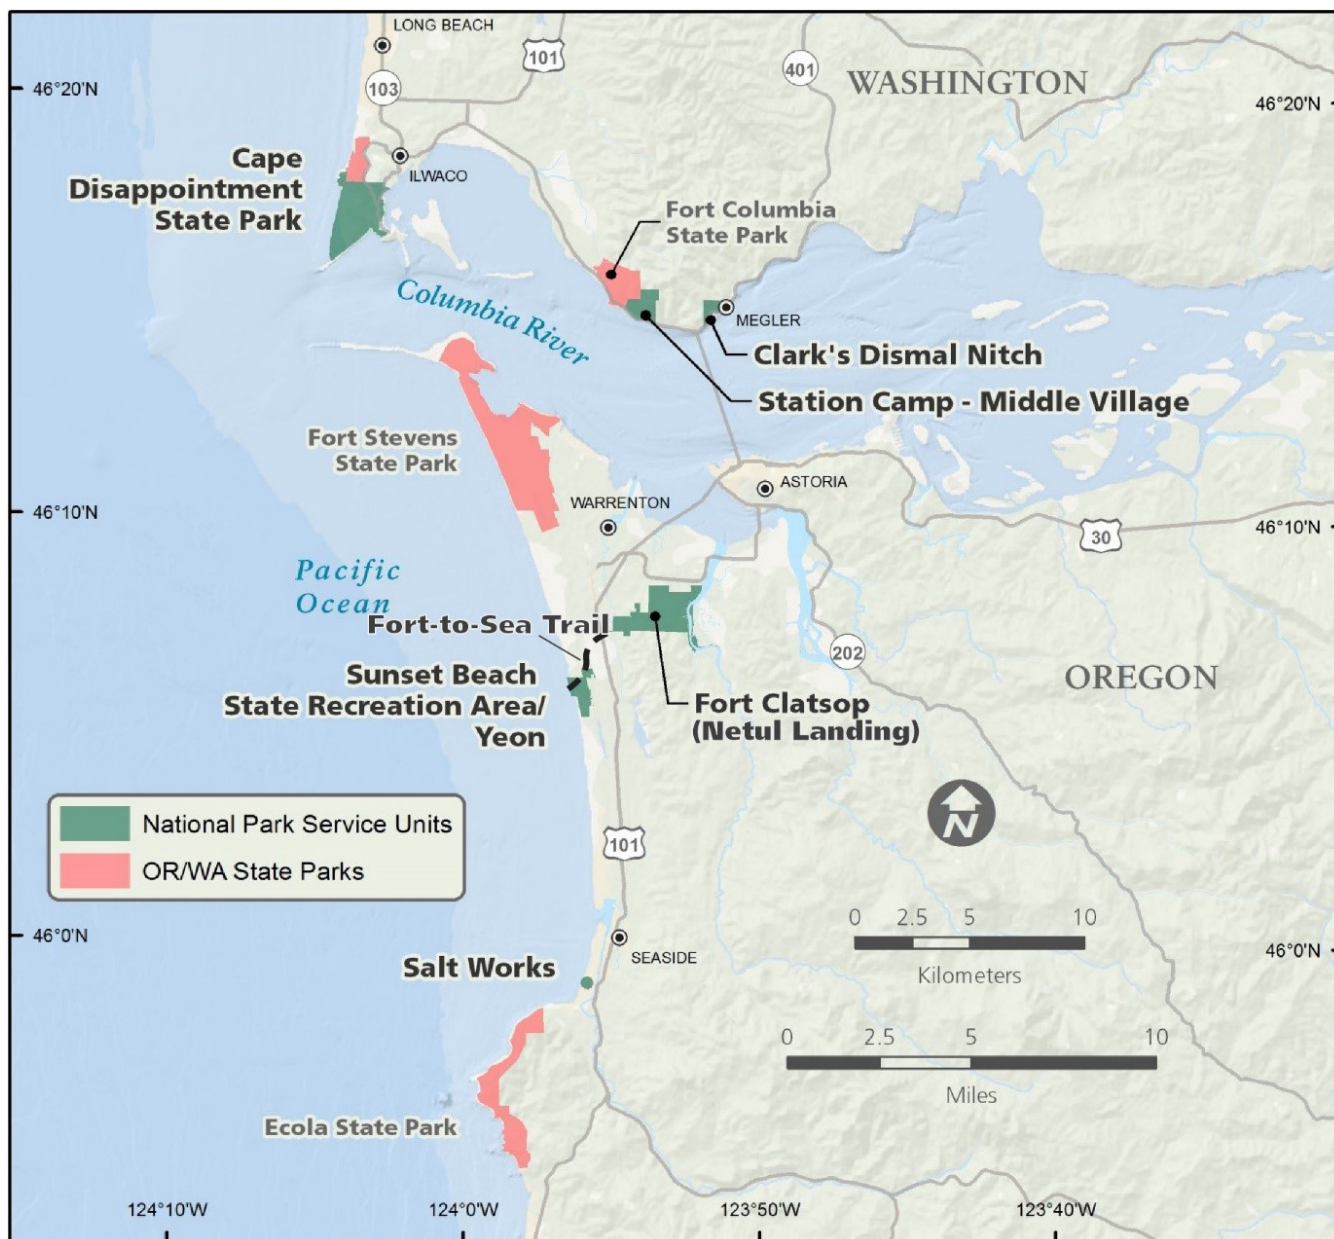 LONG BEACH
101
401
WASHINGTON
46°20'N
103
46°20'N
Cape
Disappointment
State Park
ILWACO
Fort Columbia
State Park
Columbia River
MEGLER
Clark's Dismal Nitch
Station Camp - Middle Village
Fort Stevens
State Park
ASTORIA
WARRENTON
46°10'N
46°10'N
30
Pacific
Ocean
Fort-to-Sea Trail
202
OREGON
Sunset Beach
State Recreation Area/
Yeon
Fort Clatsop
(Netul Landing)
N
National Park Service Units
OR/WA State Parks
101
0 2.5 5 10
Kilometers
46°0'N
46°0'N
SEASIDE
Salt Works
0 2.5 5 10
Miles
Ecola State Park
124°10'W
124°0'W
123°50'W
123°40'W